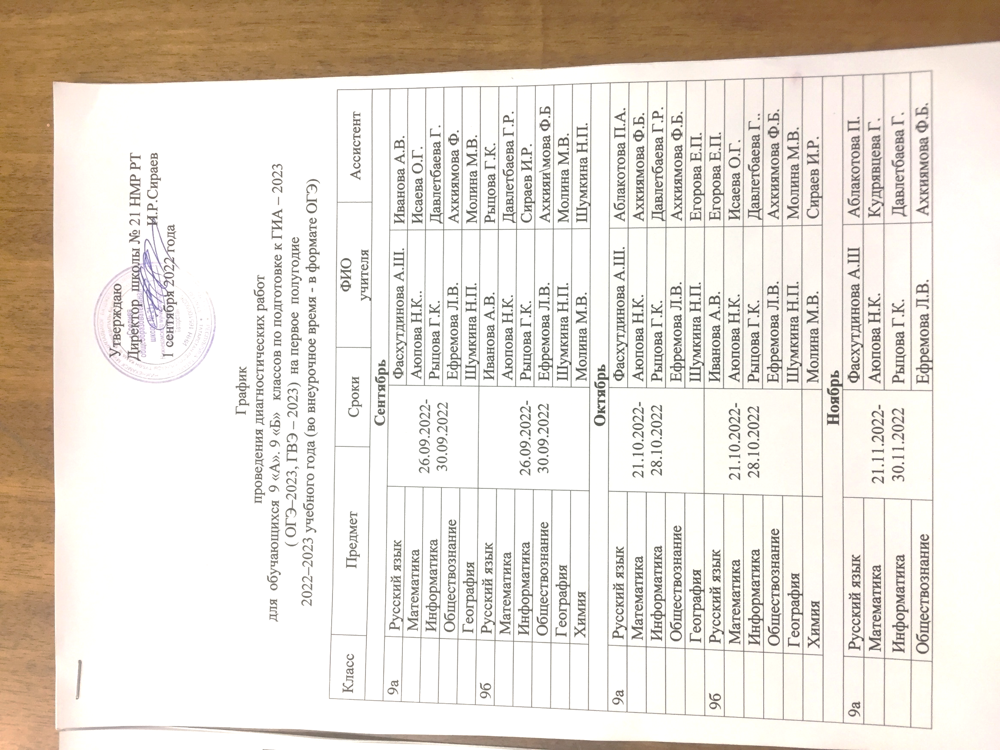 Утверждаю
Директор школы № 21 НМР РТ
И.Р.Сираев
1 сентября 2022 года
«Средняя
общеобразовательная
школа № 21»
Татарстан
График
проведения диагностических работ
для обучающихся 9 «А». 9 «Б» классов по подготовке к ГИА – 2023
( ОГЭ–2023, ГВЭ – 2023) на первое полугодие
2022–2023 учебного года (во внеурочное время - в формате ОГЭ)
Класс Предмет Сроки ФИО учителя Ассистент
Сентябрь
9а Русский язык 26.09.2022-30.09.2022 Фасхутдинова А.Ш. Иванова А.В.
Математика Аюпова Н.К.. Исаева О.Г.
Информатика Рыцова Г.К. Давлетбаева Г.
Обществознание Ефремова Л.В. Ахкиямова Ф.
География Шумкина Н.П. Молина М.В.
9б Русский язык 26.09.2022-30.09.2022 Иванова А.В. Рыцова Г.К.
Математика Аюпова Н.К. Давлетбаева Г.Р.
Информатика Рыцова Г.К. Сираев И.Р.
Обществознание Ефремова Л.В. Ахкияи\мова Ф.Б
География Шумкина Н.П. Молина М.В.
Химия Молина М.В. Шумкина Н.П.
Октябрь
9а Русский язык 21.10.2022-28.10.2022 Фасхутдинова А.Ш. Аблакотова П.А.
Математика Аюпова Н.К. Ахкиямова Ф.Б.
Информатика Рыцова Г.К. Давлетбаева Г.Р.
Обществознание Ефремова Л.В. Ахкиямова Ф.Б.
География Шумкина Н.П. Егорова Е.П.
9б Русский язык 21.10.2022-28.10.2022 Иванова А.В. Егорова Е.П.
Математика Аюпова Н.К. Исаева О.Г.
Информатика Рыцова Г.К. Давлетбаева Г..
Обществознание Ефремова Л.В. Ахкиямова Ф.Б.
География Шумкина Н.П. Молина М.В.
Химия Молина М.В. Сираев И.Р.
Ноябрь
9а Русский язык 21.11.2022-30.11.2022 Фасхутдинова А.Ш Аблакотова П.
Математика Аюпова Н.К. Кудрявцева Г.
Информатика Рыцова Г.К. Давлетбаева Г.
Обществознание Ефремова Л.В. Ахкиямова Ф.Б.